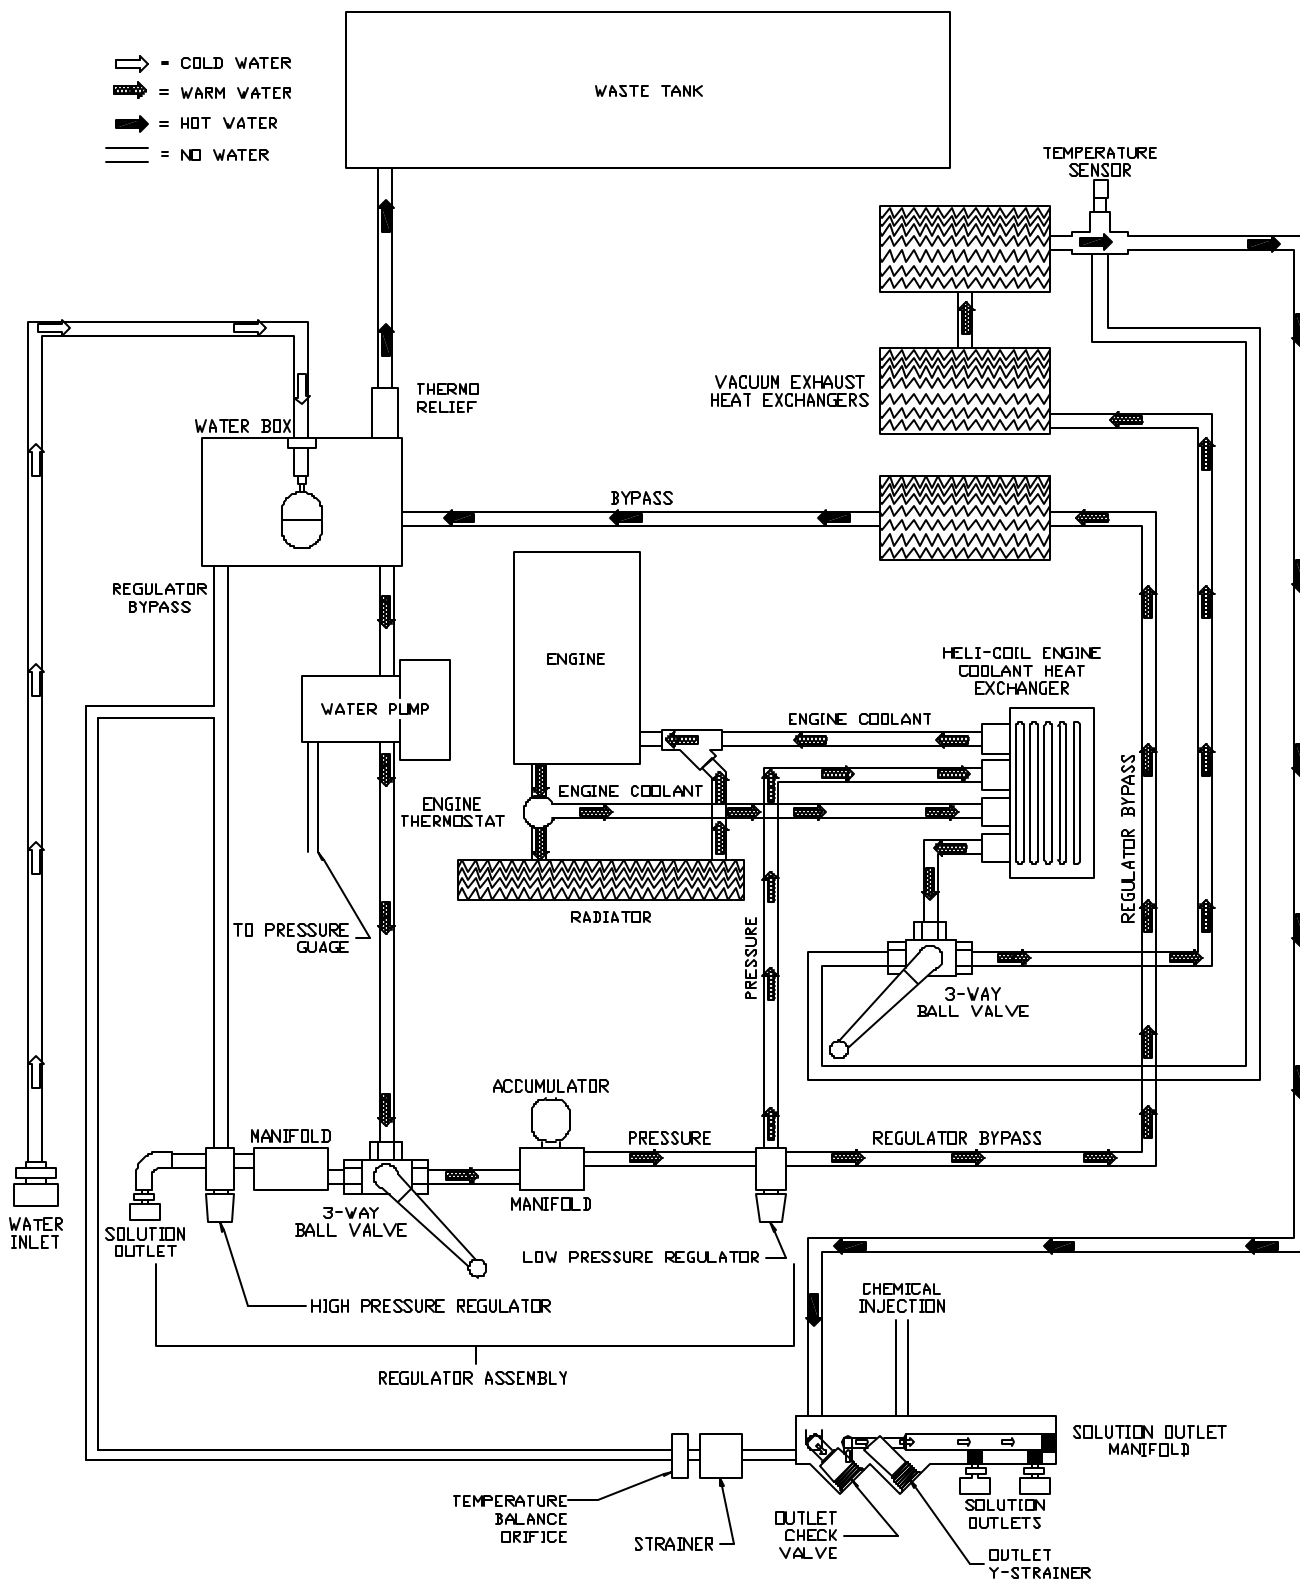 = COLD WATER
= WARM WATER
= HOT WATER
= NO WATER
WASTE TANK
TEMPERATURE
SENSOR
THERMO
RELIEF
VACUUM EXHAUST
HEAT EXCHANGERS
WATER BOX
BYPASS
REGULATOR
BYPASS
ENGINE
HELI-COIL ENGINE
COOLANT HEAT
EXCHANGER
WATER PUMP
ENGINE COOLANT
REGULATOR BYPASS
ENGINE COOLANT
ENGINE
THERMOSTAT
RADIATOR
TO PRESSURE
GUAGE
PRESSURE
3-WAY
BALL VALVE
ACCUMULATOR
MANIFOLD
PRESSURE
REGULATOR BYPASS
MANIFOLD
WATER
INLET
SOLUTION
OUTLET
3-WAY
BALL VALVE
LOW PRESSURE REGULATOR
HIGH PRESSURE REGULATOR
CHEMICAL
INJECTION
REGULATOR ASSEMBLY
SOLUTION OUTLET
MANIFOLD
TEMPERATURE
BALANCE
ORIFICE
STRAINER
OUTLET
CHECK
VALVE
SOLUTION
OUTLETS
OUTLET
Y-STRAINER